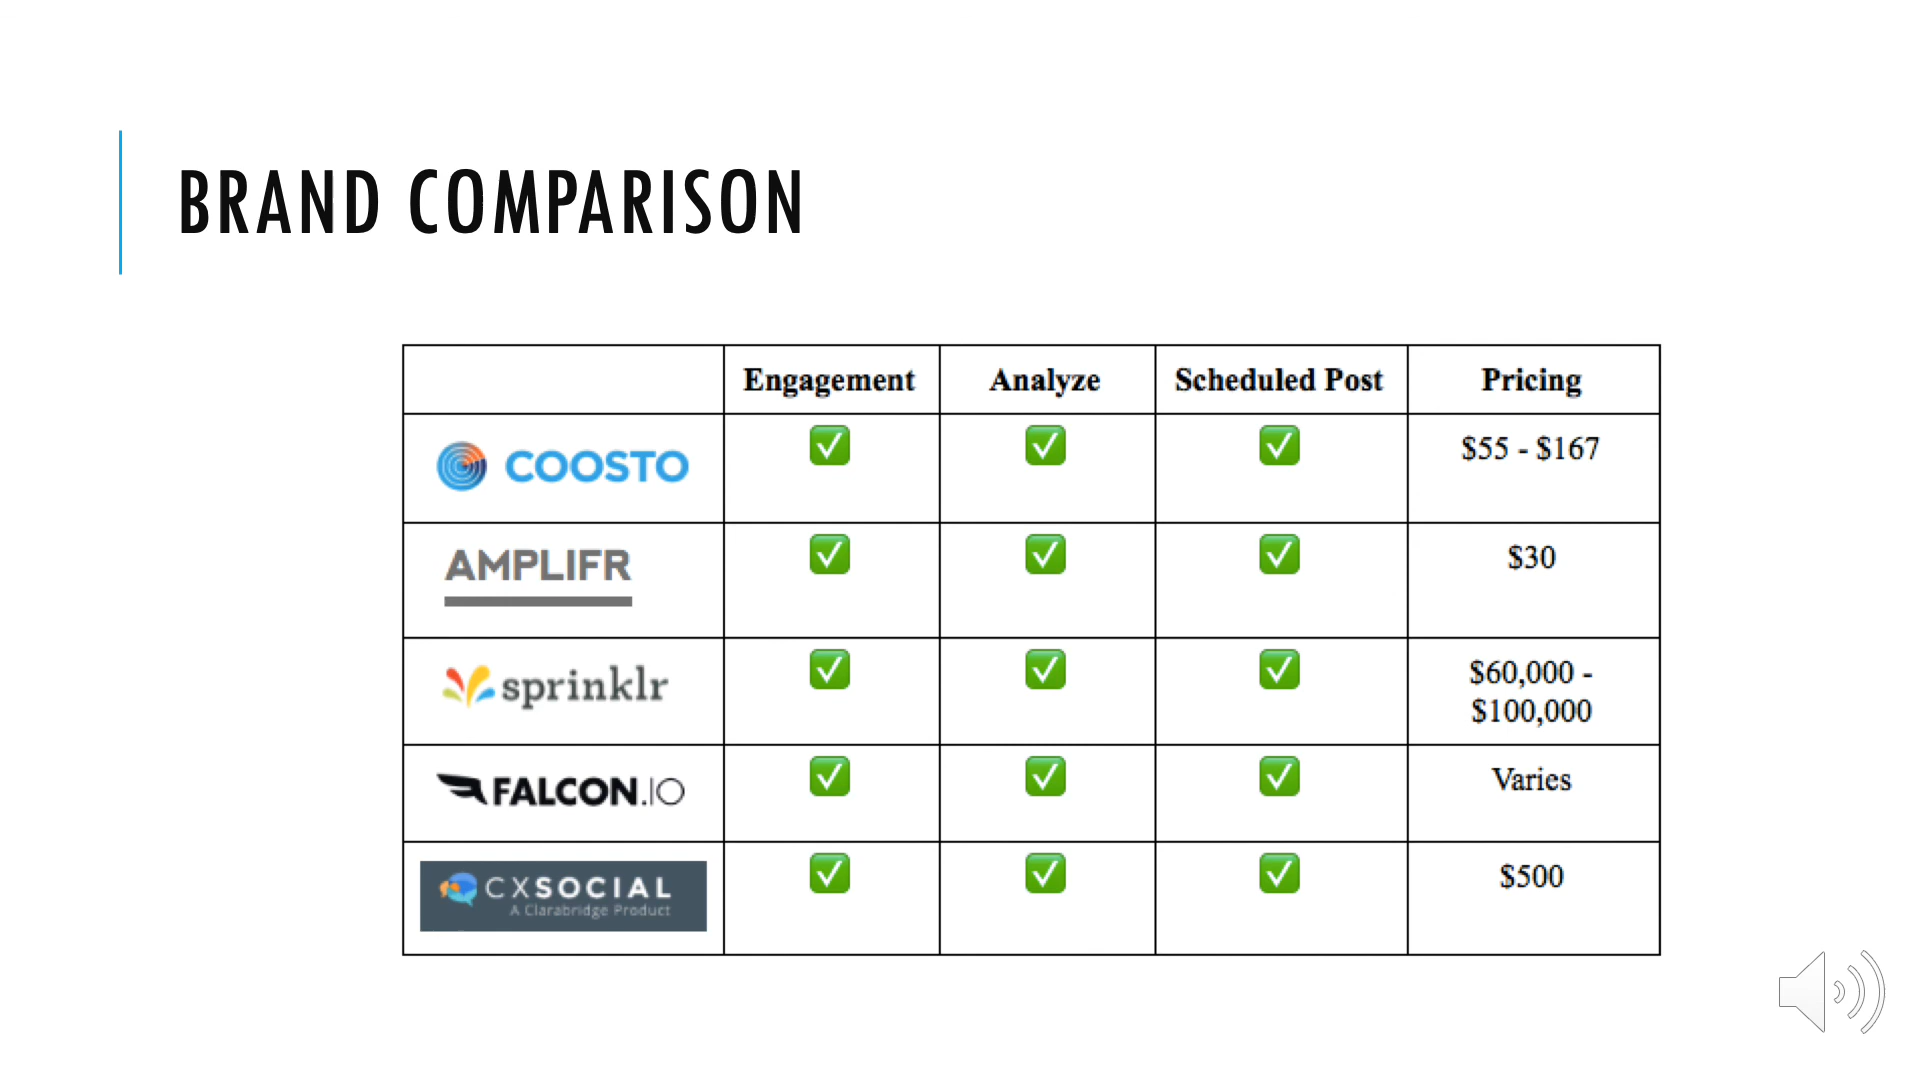 BRAND COMPARISON
Engagement Analyze Scheduled Post Pricing
COOSTO ✅ ✅ ✅ $55 - $167
AMPLIFR ✅ ✅ ✅ $30
sprinklr ✅ ✅ ✅ $60,000 -
$100,000
FALCON.IO ✅ ✅ ✅ Varies
CXSOCIAL ✅ ✅ ✅ $500
A Clarabridge Product